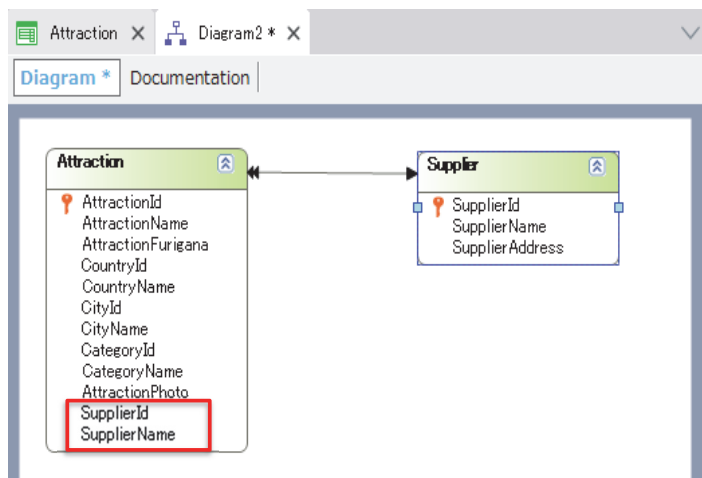 Attraction
Diagram2 *
Diagram *
Documentation
Attraction
AttractionId
AttractionName
AttractionFurigana
CountryId
CountryName
CityId
CityName
CategoryId
CategoryName
AttractionPhoto
SupplierId
SupplierName
Supplier
SupplierId
SupplierName
SupplierAddress